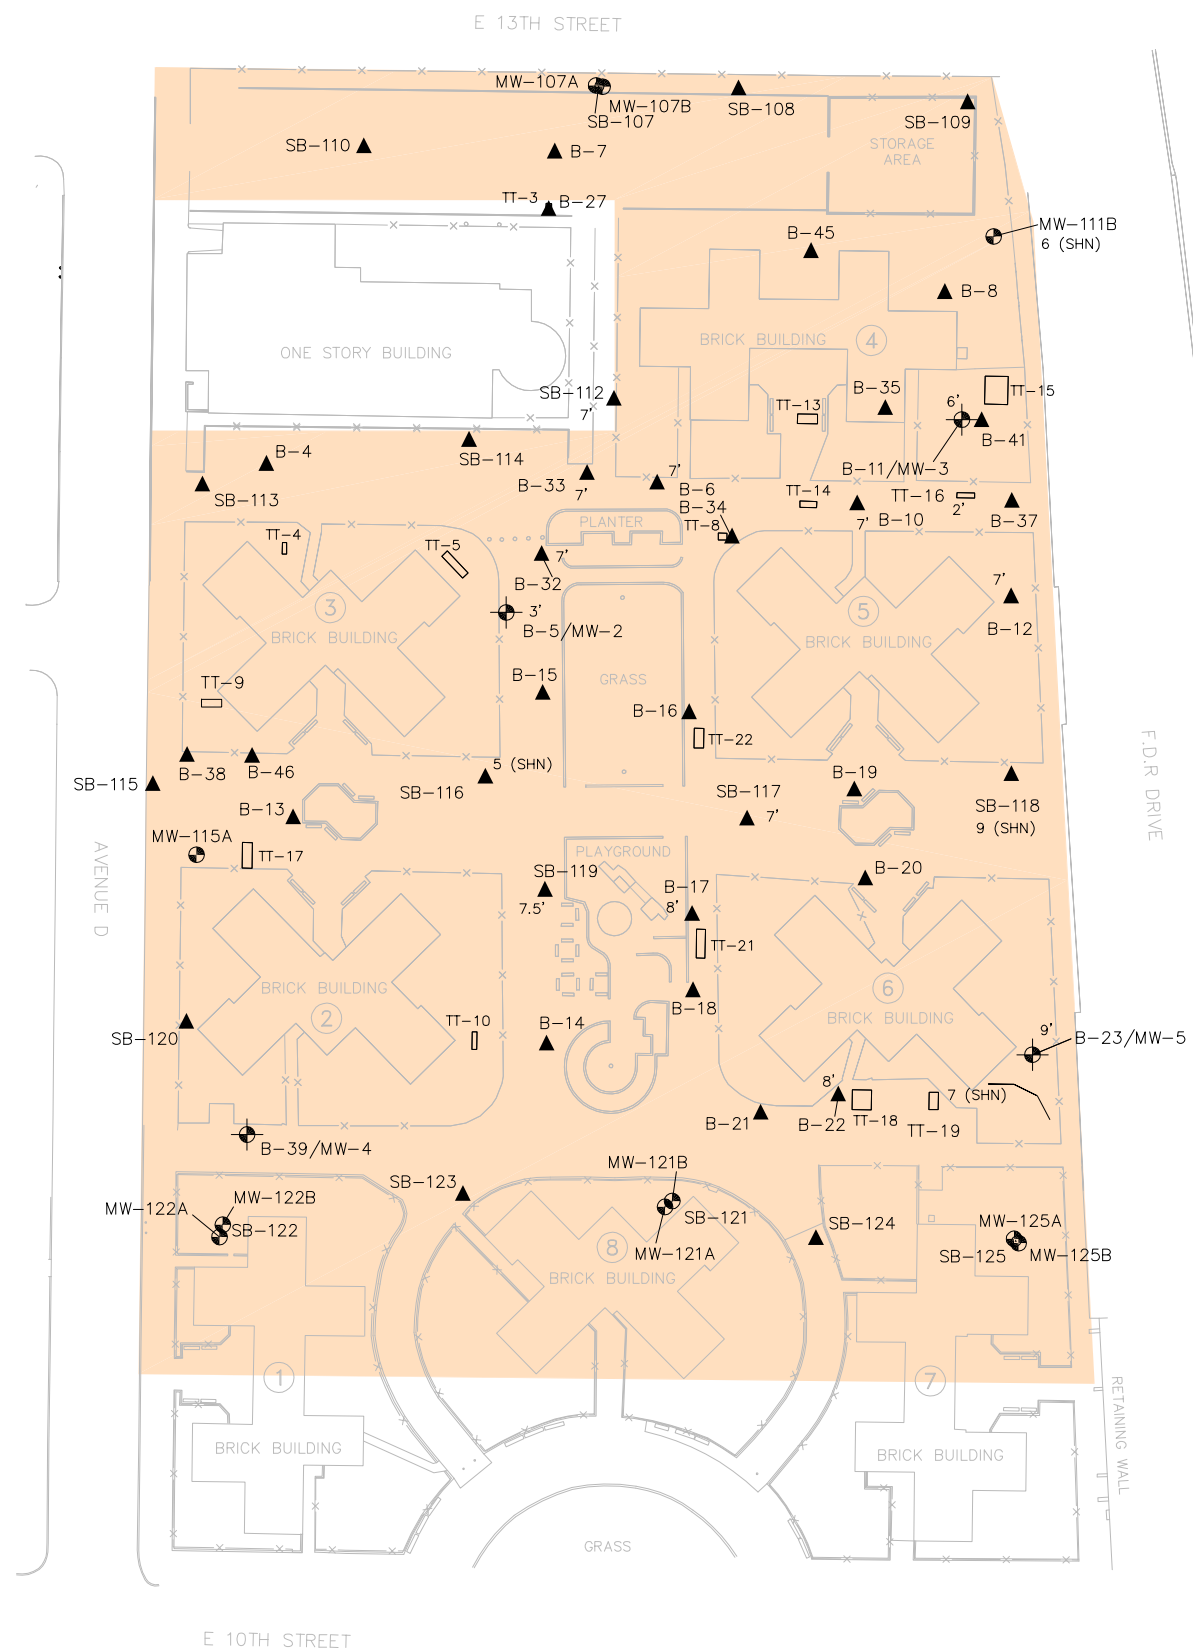 E 13TH STREET
MW-107A
MW-107B
SB-107
SB-108
SB-109
STORAGE
AREA
SB-110
B-7
TT-3
B-27
MW-111B
6 (SHN)
B-45
B-8
BRICK BUILDING
4
ONE STORY BUILDING
SB-112
7'
B-35
TT-15
TT-13
6'
B-41
SB-114
B-4
B-11/MW-3
SB-113
B-33
7'
7'
B-6
B-34
TT-8
TT-14
7'
B-10
TT-16
2'
B-37
PLANTER
TT-4
TT-5
7'
B-32
3
BRICK BUILDING
3'
B-5/MW-2
5
BRICK BUILDING
7'
B-12
TT-9
B-15
GRASS
B-16
TT-22
F.D.R DRIVE
B-38
B-46
SB-115
5 (SHN)
SB-116
SB-117
7'
B-19
SB-118
9 (SHN)
B-13
MW-115A
TT-17
AVENUE D
PLAYGROUND
SB-119
7.5'
B-17
8'
B-20
TT-21
BRICK BUILDING
2
B-18
6
BRICK BUILDING
SB-120
TT-10
B-14
9'
B-23/MW-5
8'
B-21
B-22
TT-18
7 (SHN)
TT-19
B-39/MW-4
MW-121B
SB-123
MW-122A
MW-122B
SB-122
SB-121
MW-121A
SB-124
MW-125A
SB-125
MW-125B
8
BRICK BUILDING
1
7
RETAINING WALL
BRICK BUILDING
BRICK BUILDING
GRASS
E 10TH STREET